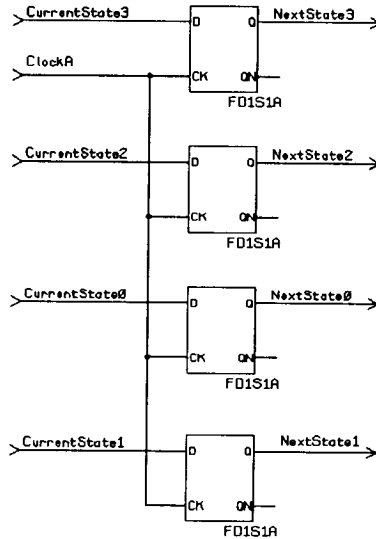 CurrentState3 D Q NextState3
ClockA CK QN
FD1S1A
CurrentState2 D Q NextState2
CK QN
FD1S1A
CurrentState0 D Q NextState0
CK QN
FD1S1A
CurrentState1 D Q NextState1
CK QN
FD1S1A